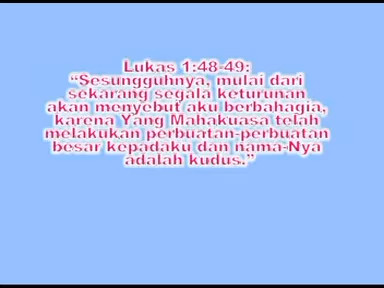 Lukas 1:48-49:
“Sesungguhnya, mulai dari
sekarang segala keturunan
akan menyebut aku berbahagia,
karena Yang Mahakuasa telah
melakukan perbuatan-perbuatan
besar kepadaku dan nama-Nya
adalah kudus.”